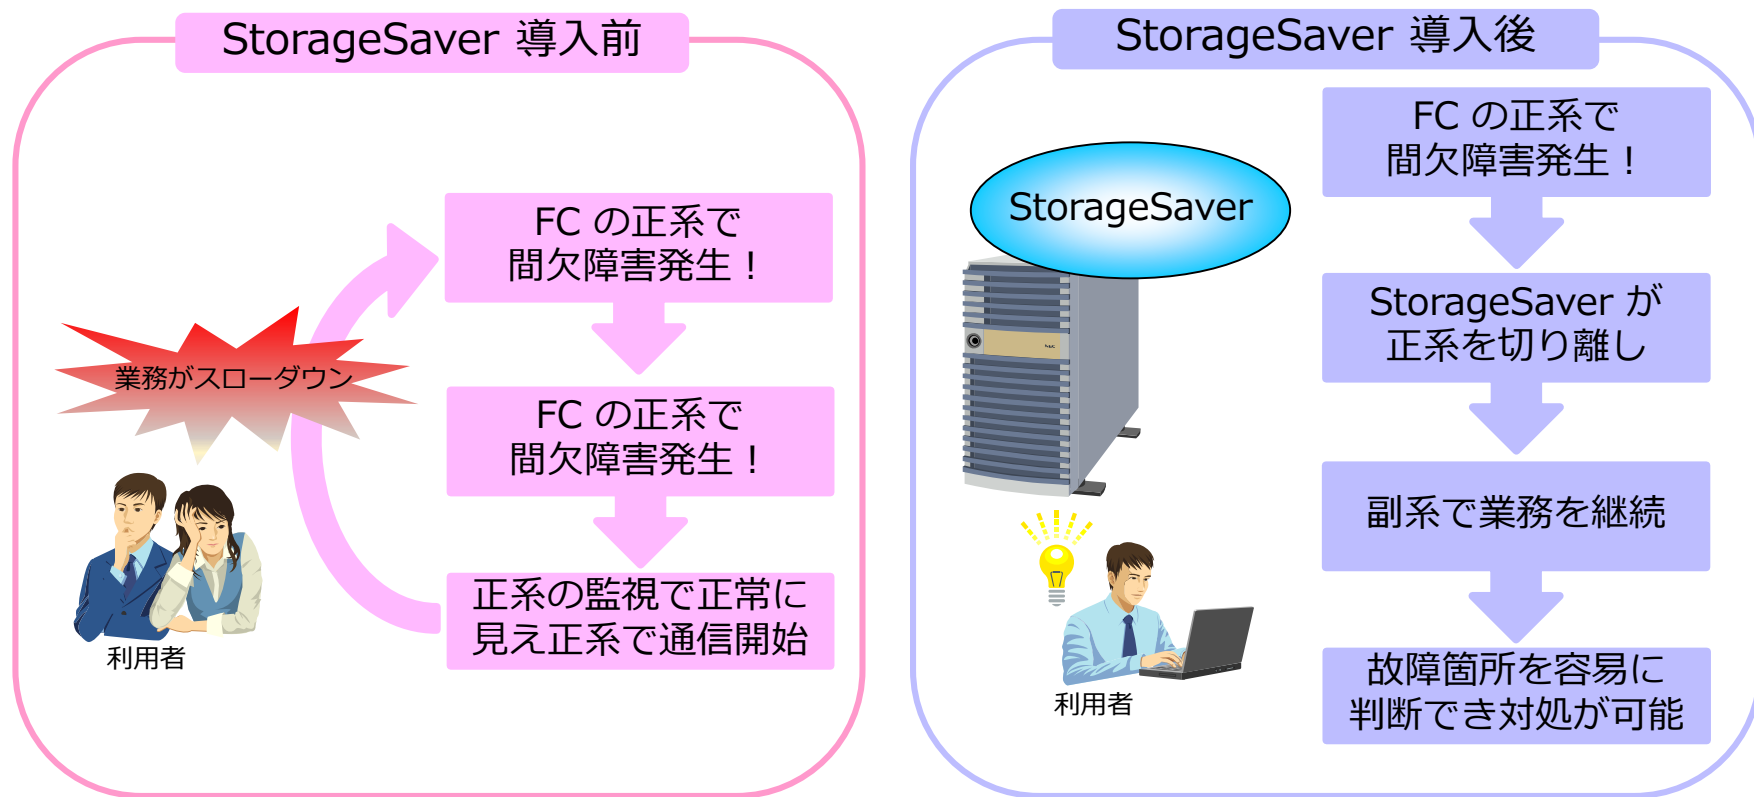 StorageSaver 導入前
FC の正系で
間欠障害発生！
業務がスローダウン
FC の正系で
間欠障害発生！
正系の監視で正常に
見え正系で通信開始
利用者
StorageSaver 導入後
StorageSaver
FC の正系で
間欠障害発生！
StorageSaver が
正系を切り離し
副系で業務を継続
故障箇所を容易に
判断でき対処が可能
利用者